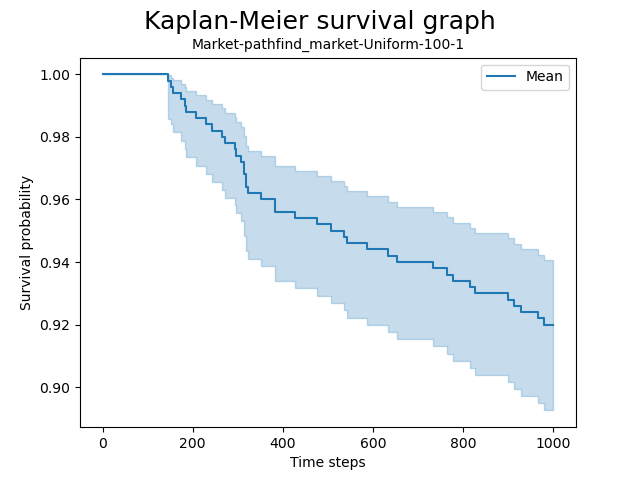 Kaplan-Meier survival graph
Market-pathfind_market-Uniform-100-1
Mean
Survival probability
1.00
0.98
0.96
0.94
0.92
0.90
0 200 400 600 800 1000
Time steps